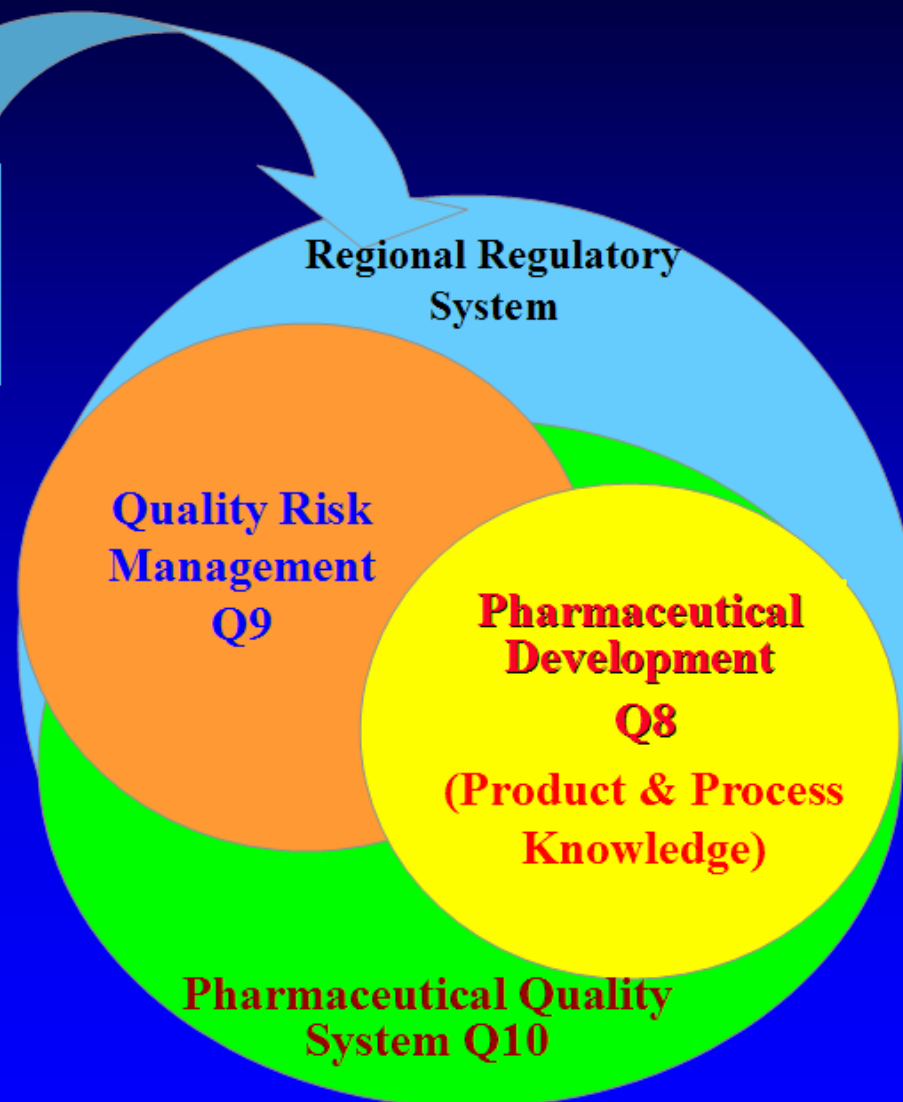 Regional Regulatory
System
Quality Risk
Management
Q9
Pharmaceutical
Development
Q8
(Product & Process
Knowledge)
Pharmaceutical Quality
System Q10